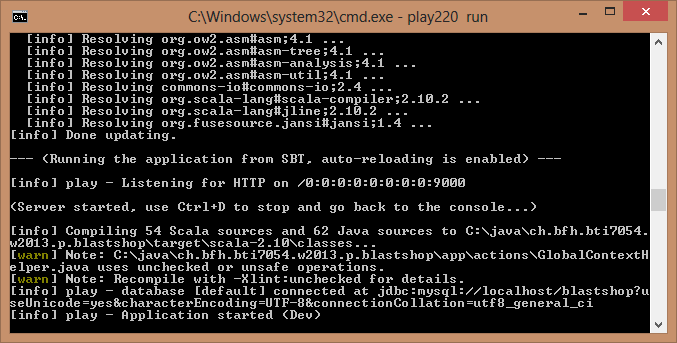 C:\Windows\system32\cmd.exe - play220  run
[info] Resolving org.ow2.asm#asm;4.1 ...
[info] Resolving org.ow2.asm#asm-tree;4.1 ...
[info] Resolving org.ow2.asm#asm-analysis;4.1 ...
[info] Resolving org.ow2.asm#asm-util;4.1 ...
[info] Resolving commons-io#commons-io;2.4 ...
[info] Resolving org.scala-lang#scala-compiler;2.10.2 ...
[info] Resolving org.scala-lang#jline;2.10.2 ...
[info] Resolving org.fusesource.jansi#jansi;1.4 ...
[info] Done updating.
--- (Running the application from SBT, auto-reloading is enabled) ---
[info] play - Listening for HTTP on /0:0:0:0:0:0:0:0:9000
(Server started, use Ctrl+D to stop and go back to the console...)
[info] Compiling 54 Scala sources and 62 Java sources to C:\java\ch.bfh.bti7054.
w2013.p.blastshop\target\scala-2.10\classes...
[warn] Note: C:\java\ch.bfh.bti7054.w2013.p.blastshop\app\actions\GlobalContextH
elper.java uses unchecked or unsafe operations.
[warn] Note: Recompile with -Xlint:unchecked for details.
[info] play - database [default] connected at jdbc:mysql://localhost/blastshop?u
seUnicode=yes&characterEncoding=UTF-8&connectionCollation=utf8_general_ci
[info] play - Application started (Dev)